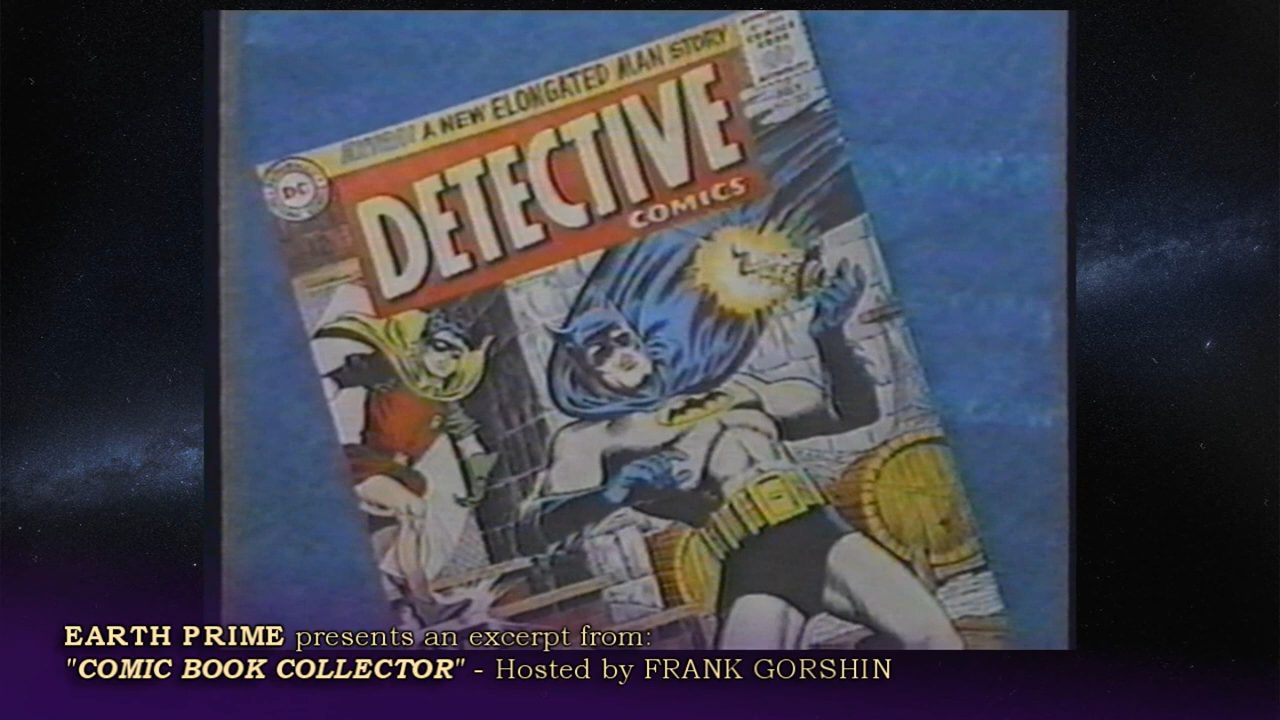 A NEW ELONGATED MAN STORY
DC
DETECTIVE
COMICS
EARTH PRIME presents an excerpt from:
"COMIC BOOK COLLECTOR" - Hosted by FRANK GORSHIN